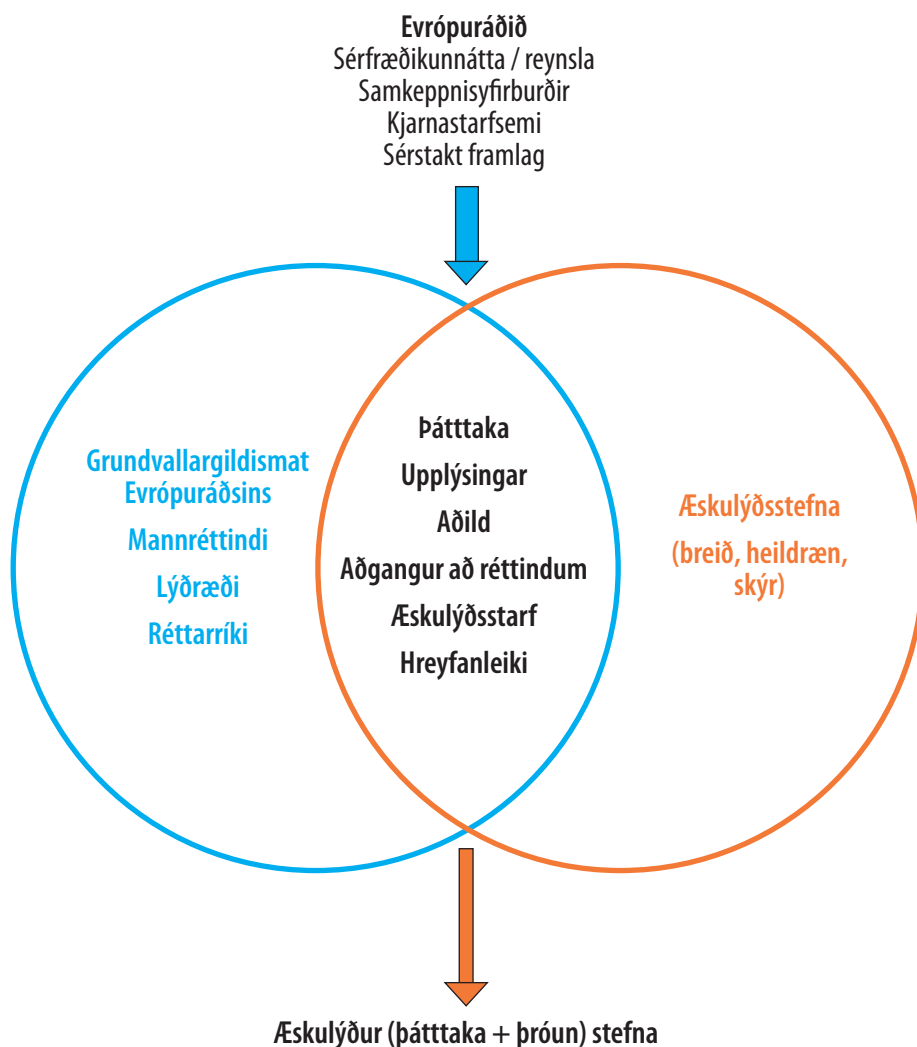 Evrópuráðið
Sérfræðikunnátta / reynsla
Samkeppnisyfirburðir
Kjarnastarfsemi
Sérstakt framlag
Grundvallargildismat
Evrópuráðsins
Mannréttindi
Lýðræði
Réttarríki
Þátttaka
Upplýsingar
Aðild
Aðgangur að réttindum
Æskulýðsstarf
Hreyfanleiki
Æskulýðsstefna
(breið, heildræn,
skýr)
Æskulýður (þátttaka + þróun) stefna